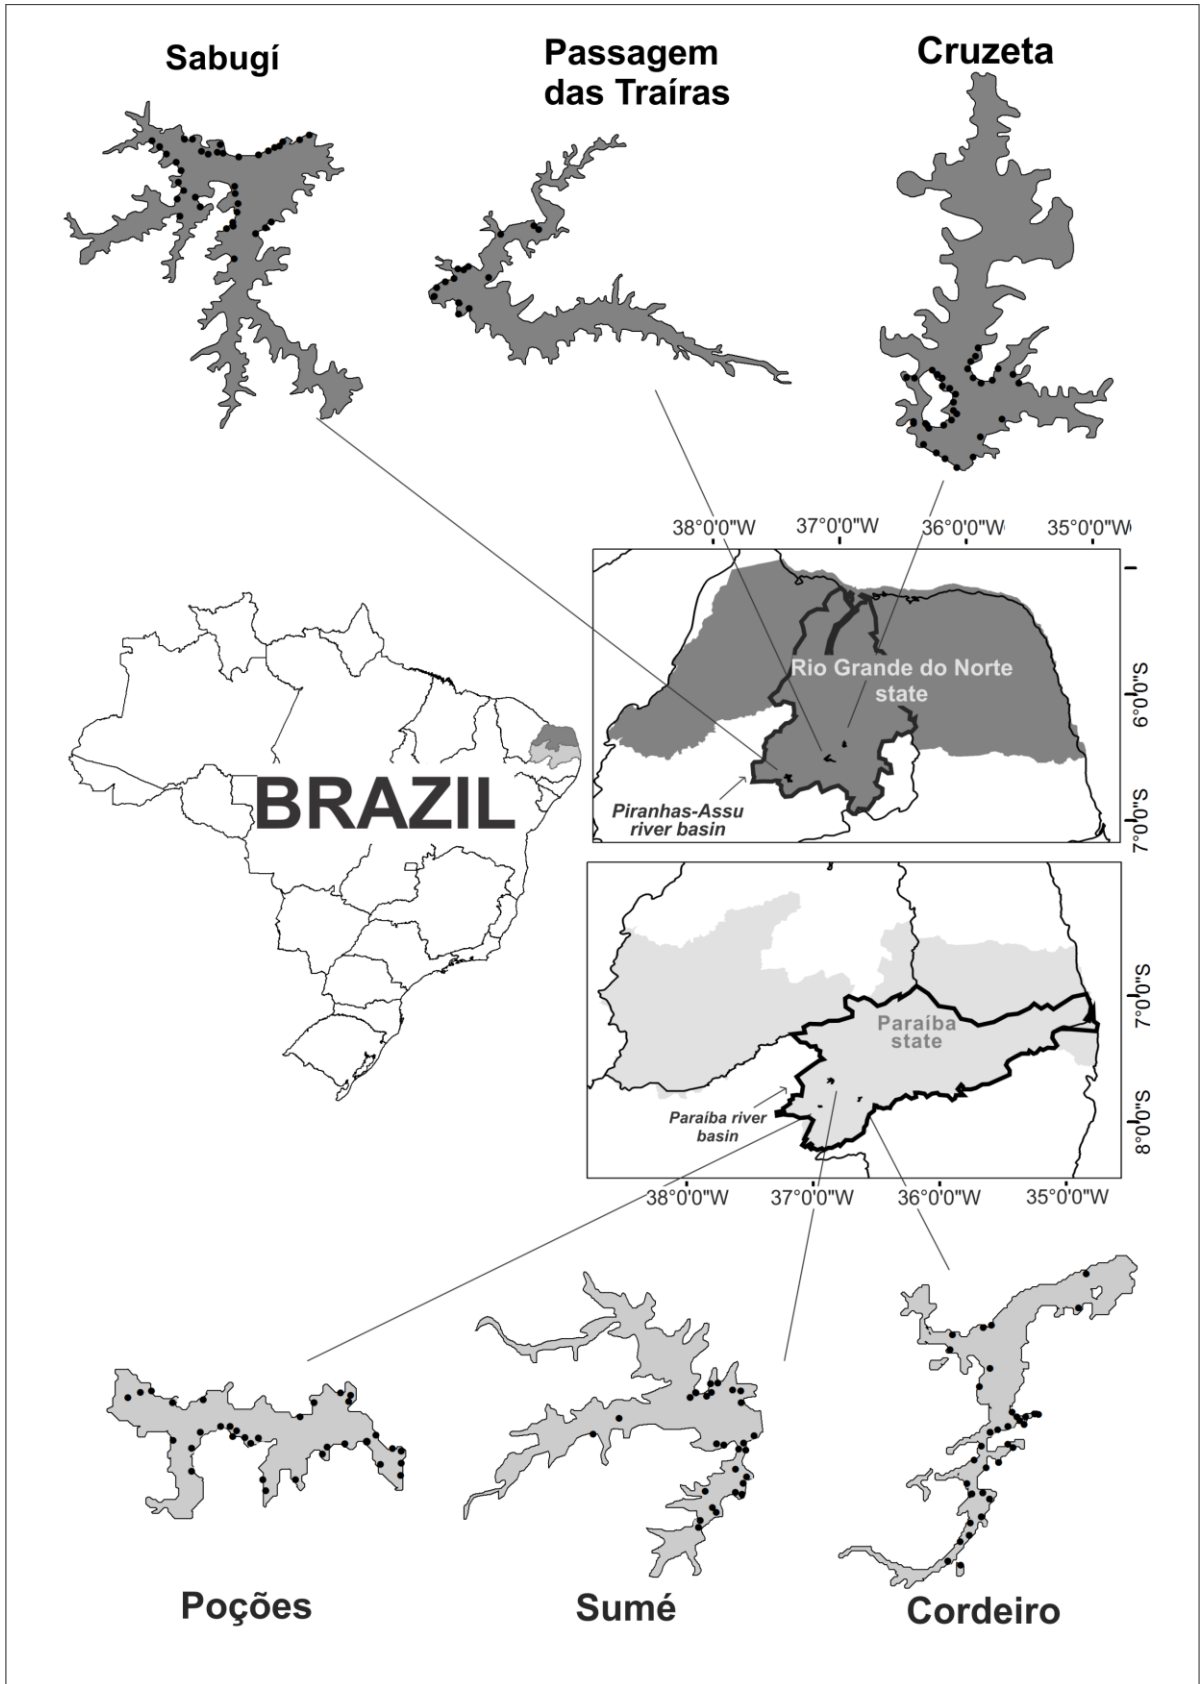 Sabugí
Passagem
das Traíras
Cruzeta
38°0'0"W
37°0'0"W
36°0'0"W
35°0'0"W
Rio Grande do Norte
state
6°0'0"S
7°0'0"S
Piranhas-Assu
river basin
BRAZIL
Paraíba
state
7°0'0"S
8°0'0"S
Paraíba river
basin
38°0'0"W
37°0'0"W
36°0'0"W
35°0'0"W
Poções
Sumé
Cordeiro